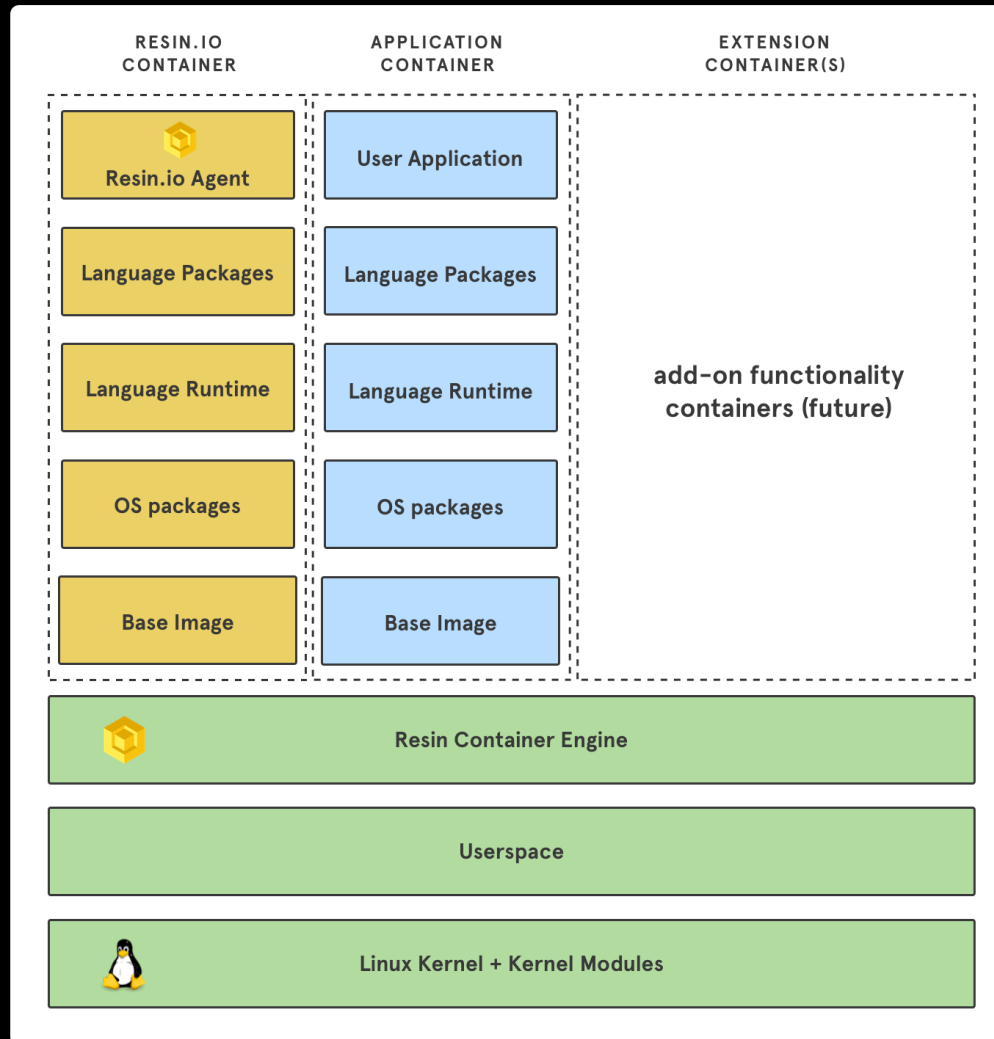 RESIN.IO
CONTAINER
APPLICATION
CONTAINER
EXTENSION
CONTAINER(S)
Resin.io Agent
Language Packages
Language Runtime
OS packages
Base Image
User Application
Language Packages
Language Runtime
OS packages
Base Image
add-on functionality
containers (future)
Resin Container Engine
Userspace
Linux Kernel + Kernel Modules